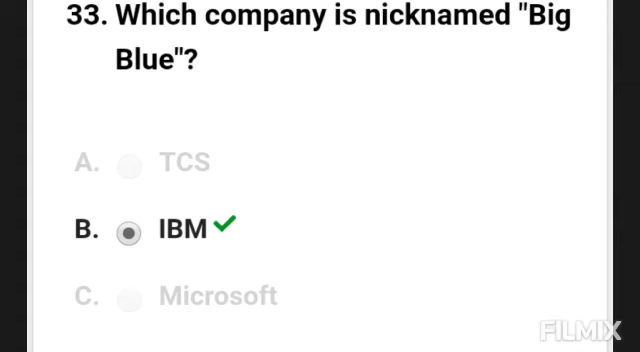 33. Which company is nicknamed "Big
Blue"?
A. TCS
B. IBM
C. Microsoft
FILMIX